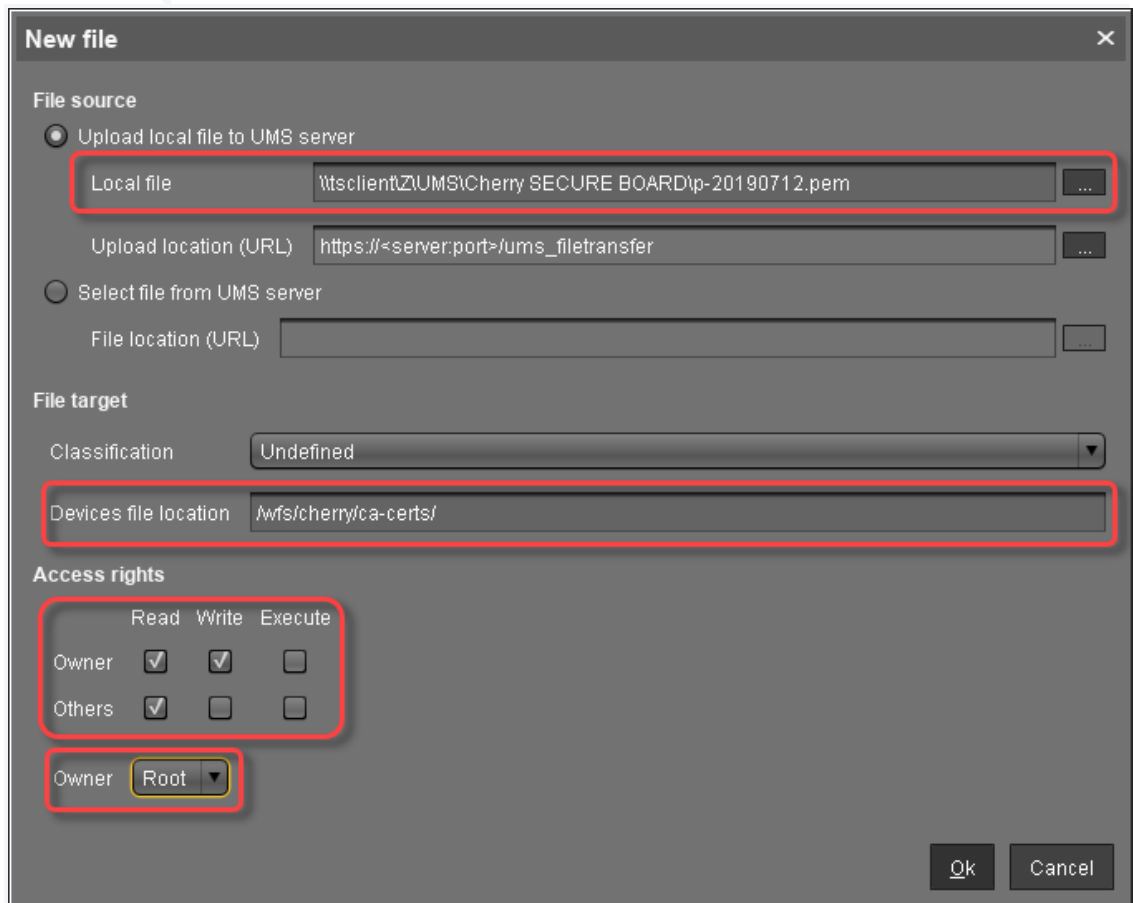 New file ×
File source
Upload local file to UMS server
Local file \\tsclient\Z\UMS\Cherry SECURE BOARD\p-20190712.pem ...
Upload location (URL) https://<server:port>/ums_filetransfer ...
Select file from UMS server
File location (URL) ...
File target
Classification Undefined
Devices file location /wfs/cherry/ca-certs/
Access rights
Read Write Execute
Owner
Others
Owner Root
Ok Cancel